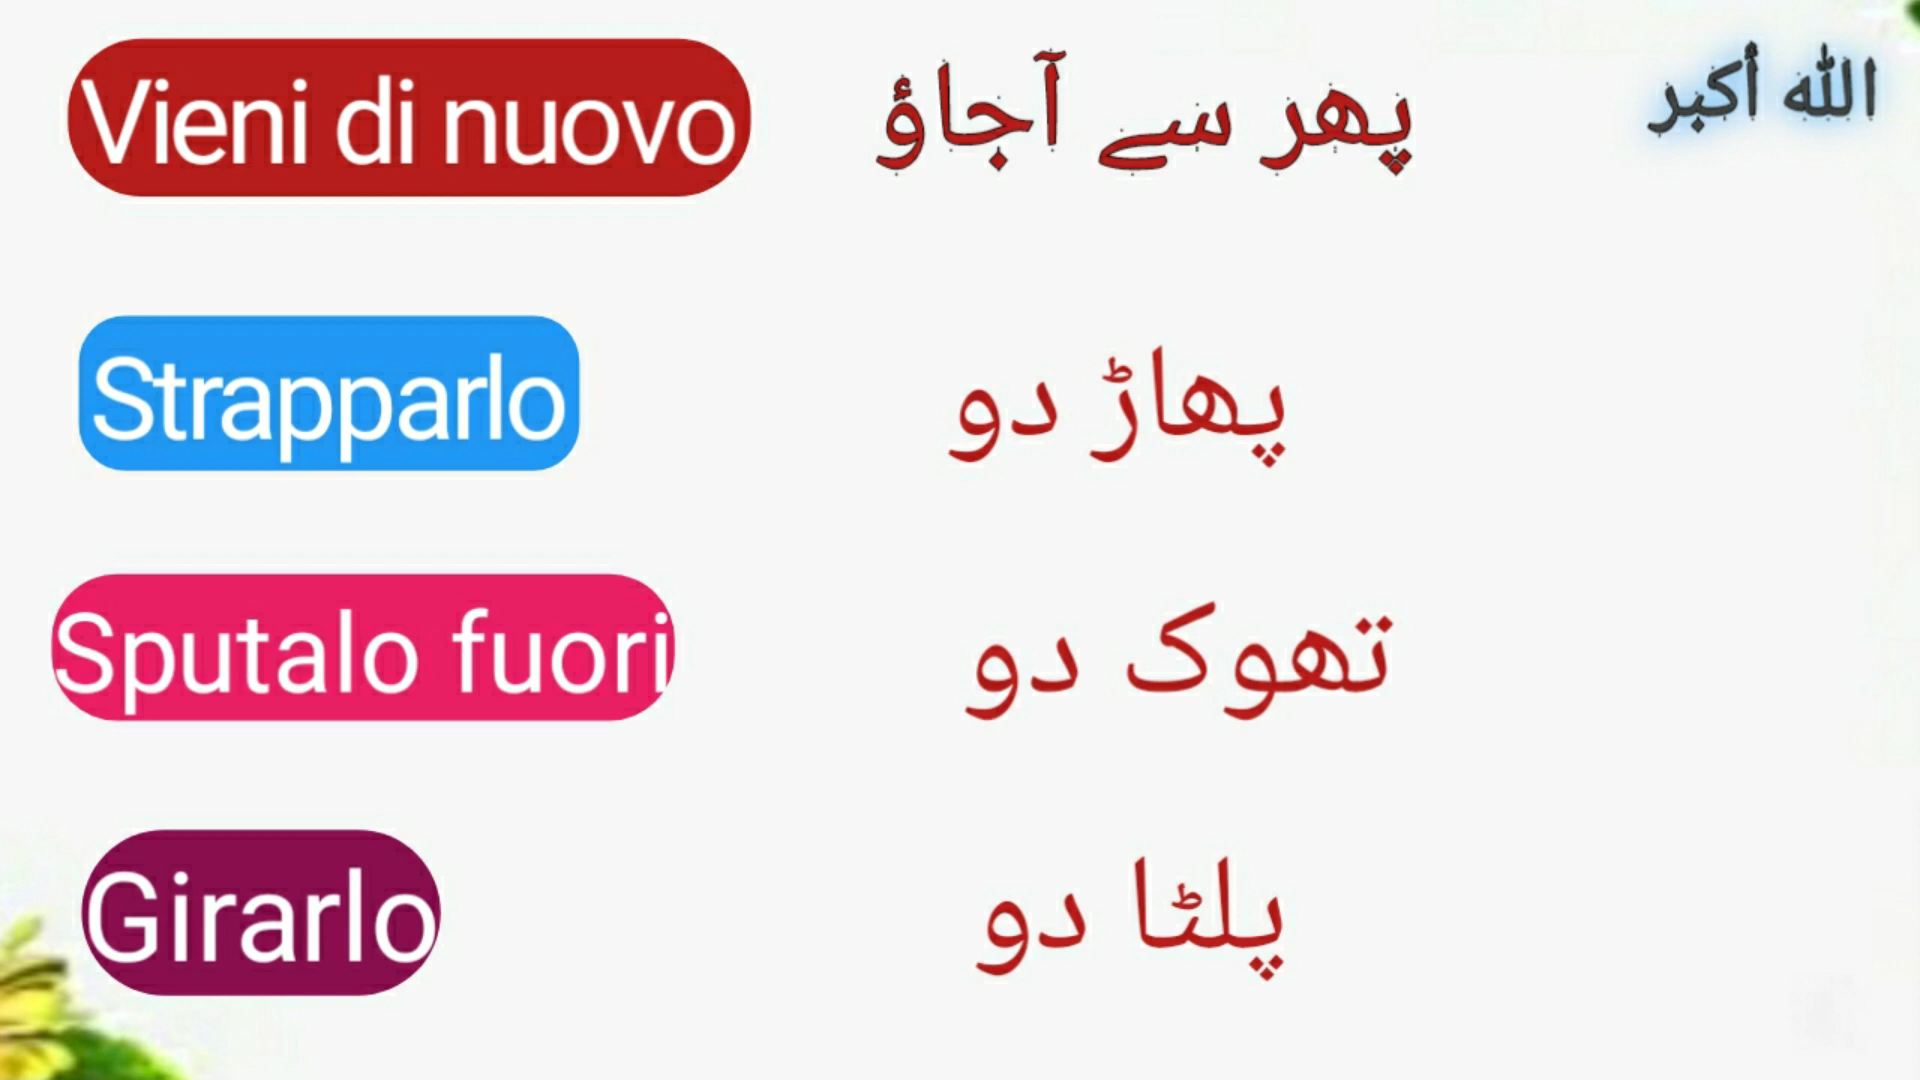 Vieni di nuovo پھر سے آجاؤ الله أكبر
Strapparlo پھاڑ دو
Sputalo fuori تھوک دو
Girarlo پلٹا دو